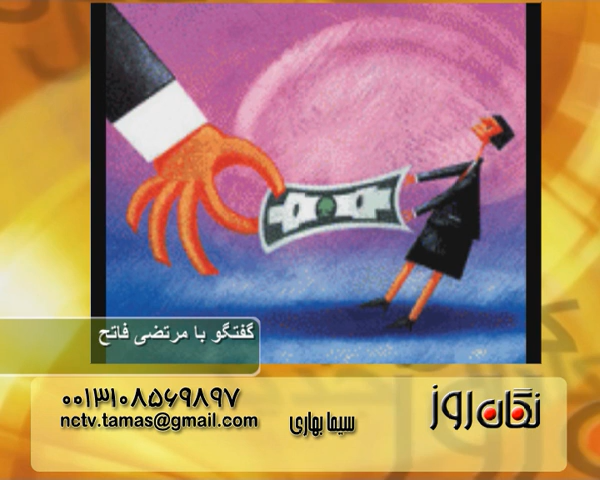 گفتگو با مرتضی فاتح
۰۰۱۳۱۰۸۵۶۹۸۹۷
nctv.tamas@gmail.com
سیما بهاری
نگاه روز